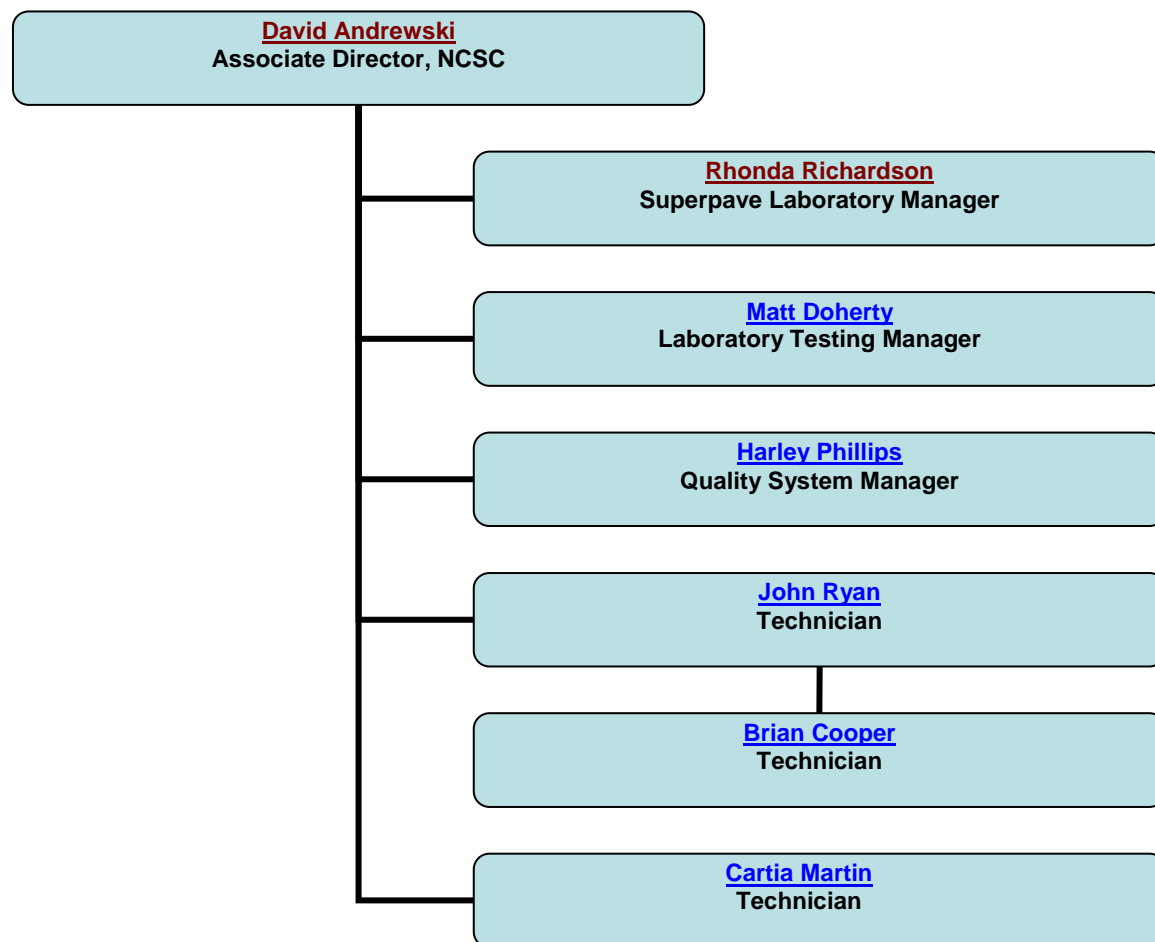 David Andrewski
Associate Director, NCSC
Rhonda Richardson
Superpave Laboratory Manager
Matt Doherty
Laboratory Testing Manager
Harley Phillips
Quality System Manager
John Ryan
Technician
Brian Cooper
Technician
Cartia Martin
Technician